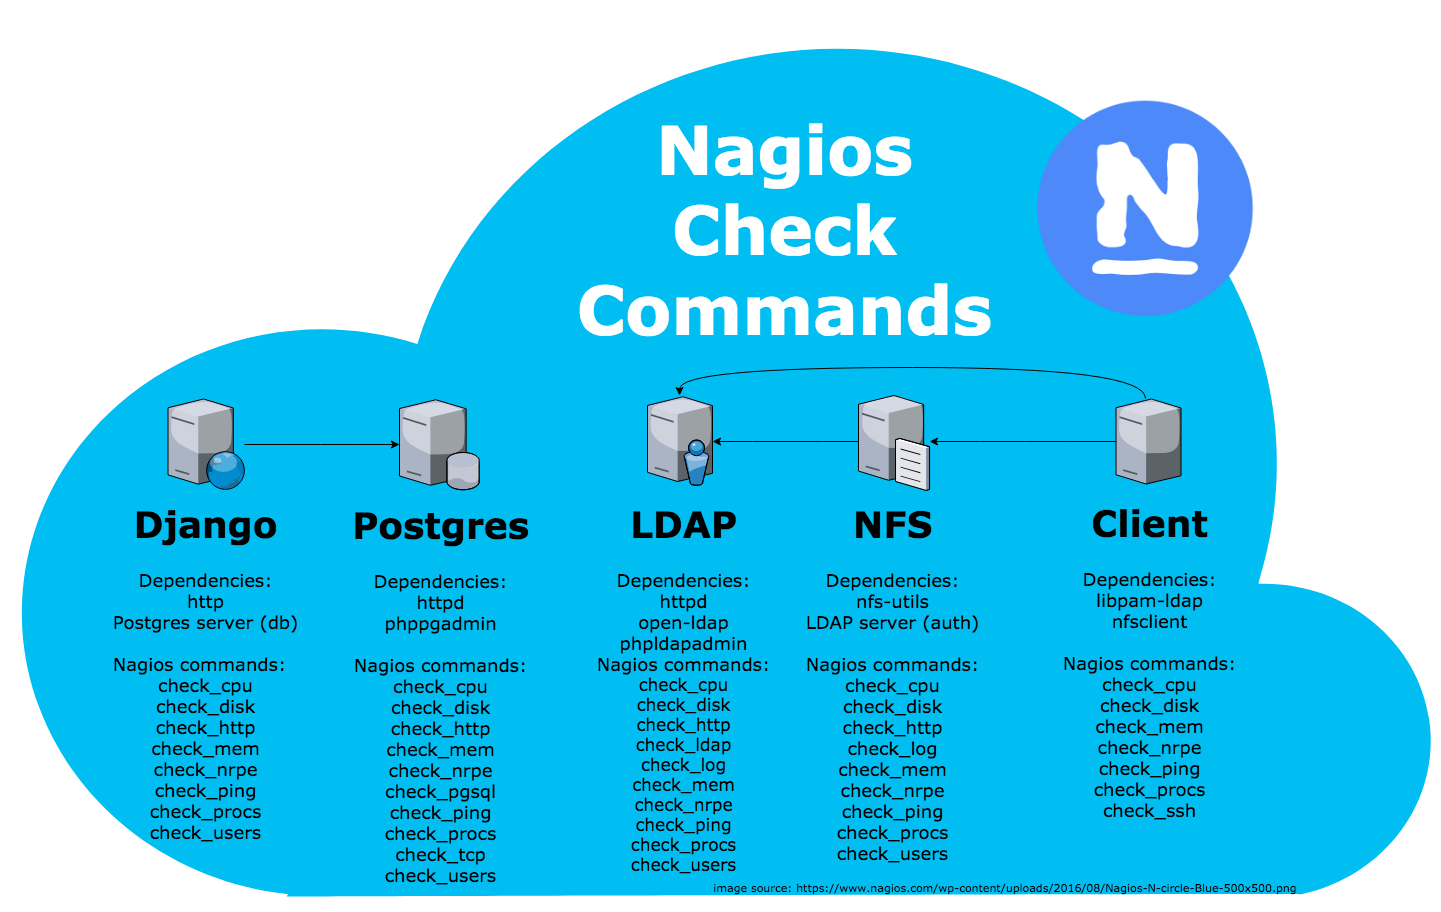 Nagios
Check
Commands
N
Django
Dependencies:
http
Postgres server (db)
Nagios commands:
check_cpu
check_disk
check_http
check_mem
check_nrpe
check_ping
check_procs
check_users
Postgres
Dependencies:
httpd
phppgadmin
Nagios commands:
check_cpu
check_disk
check_http
check_mem
check_nrpe
check_pgsql
check_ping
check_procs
check_tcp
check_users
LDAP
Dependencies:
httpd
open-ldap
phpldapadmin
Nagios commands:
check_cpu
check_disk
check_http
check_ldap
check_log
check_mem
check_nrpe
check_ping
check_procs
check_users
NFS
Dependencies:
nfs-utils
LDAP server (auth)
Nagios commands:
check_cpu
check_disk
check_http
check_log
check_mem
check_nrpe
check_ping
check_procs
check_users
Client
Dependencies:
libpam-ldap
nfsclient
Nagios commands:
check_cpu
check_disk
check_mem
check_nrpe
check_ping
check_procs
check_ssh
image source: https://www.nagios.com/wp-content/uploads/2016/08/Nagios-N-circle-Blue-500x500.png